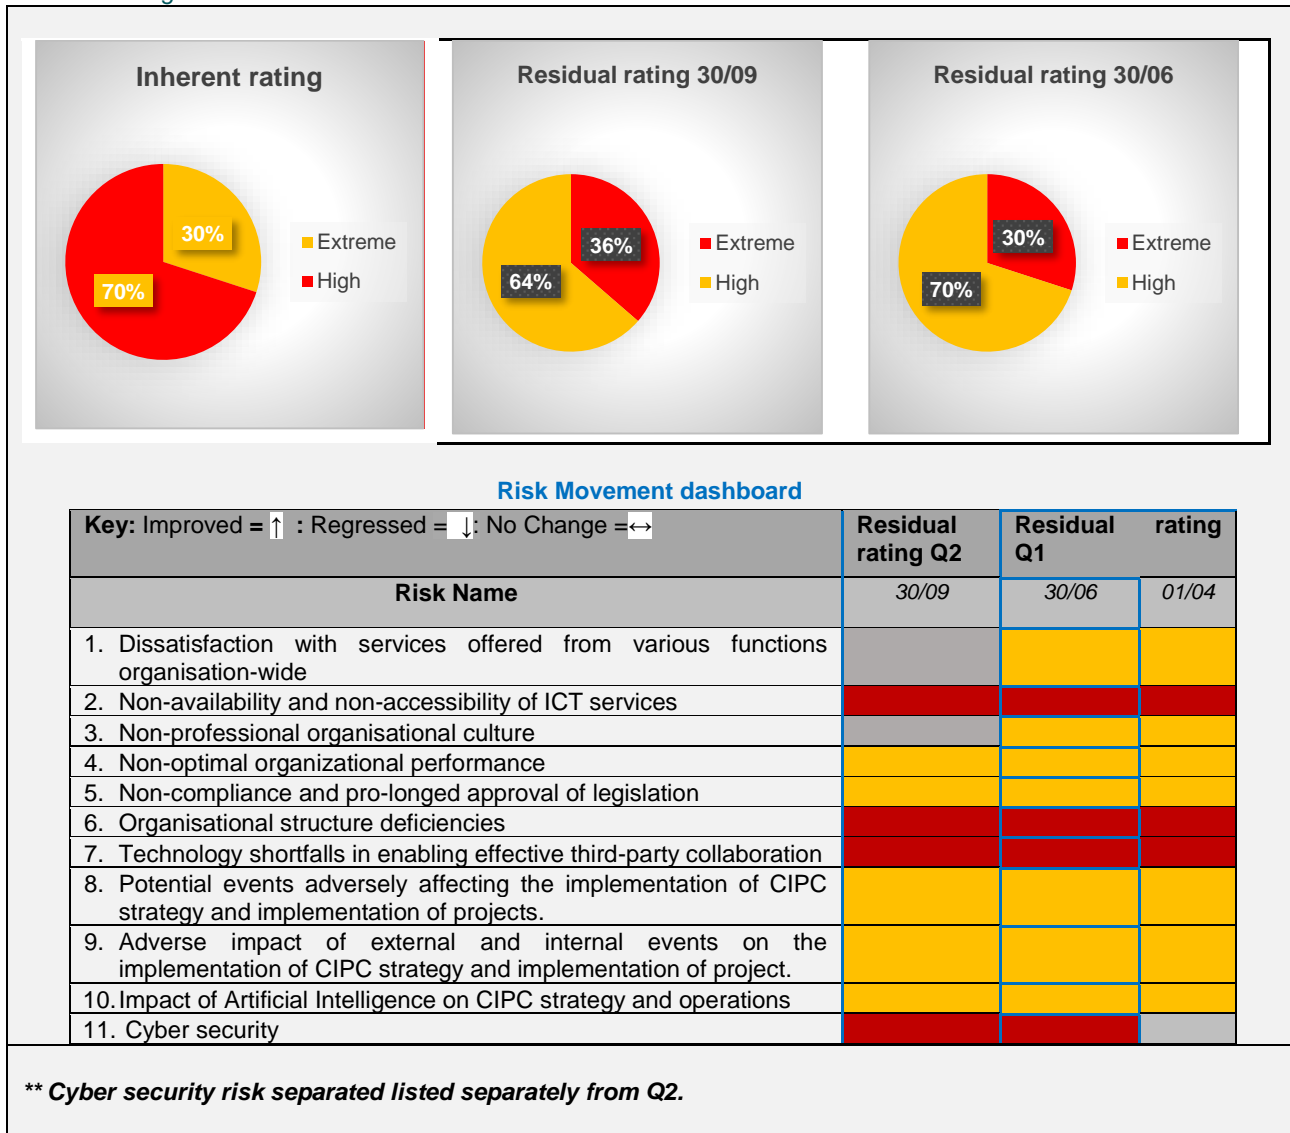 Inherent rating
30%
70%
Extreme
High
Residual rating 30/09
36%
64%
Extreme
High
Residual rating 30/06
30%
70%
Extreme
High
Risk Movement dashboard
Key: Improved = ↑ : Regressed = ↓: No Change =↔
Residual rating Q2
Residual rating Q1
Risk Name
30/09
30/06
01/04
1. Dissatisfaction with services offered from various functions
organisation-wide
2. Non-availability and non-accessibility of ICT services
3. Non-professional organisational culture
4. Non-optimal organizational performance
5. Non-compliance and pro-longed approval of legislation
6. Organisational structure deficiencies
7. Technology shortfalls in enabling effective third-party collaboration
8. Potential events adversely affecting the implementation of CIPC
strategy and implementation of projects.
9. Adverse impact of external and internal events on the
implementation of CIPC strategy and implementation of project.
10. Impact of Artificial Intelligence on CIPC strategy and operations
11. Cyber security
** Cyber security risk separated listed separately from Q2.